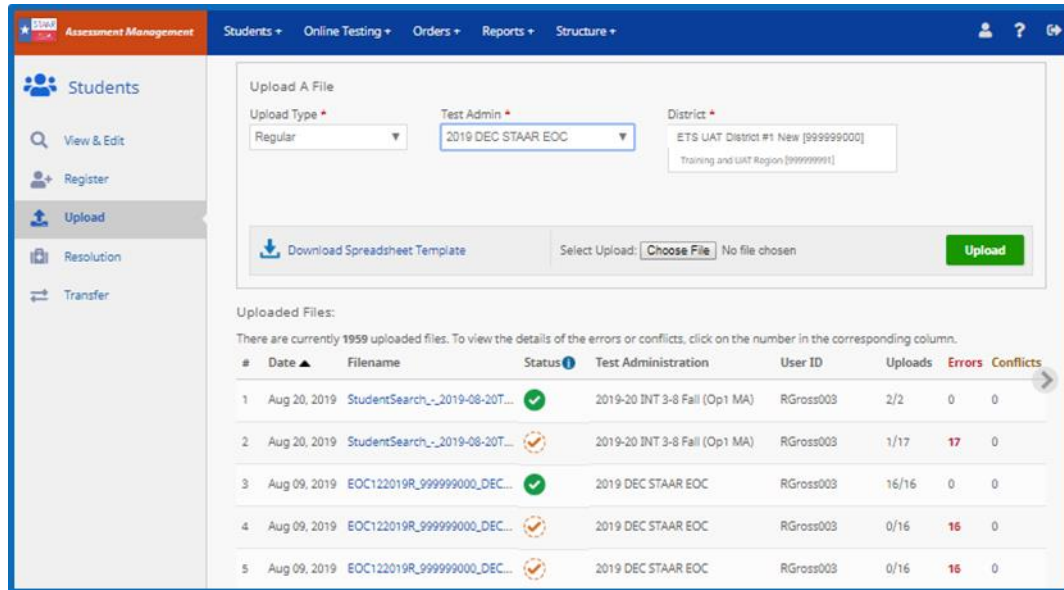 STAAR
Assessment Management
Students + Online Testing + Orders + Reports + Structure +
?
Students
View & Edit
Register
Upload
Resolution
Transfer
Upload A File
Upload Type * Test Admin * District *
Regular 2019 DEC STAAR EOC ETS UAT District #1 New [999999000]
Training and UAT Region [999999991]
Download Spreadsheet Template Select Upload: Choose File No file chosen Upload
Uploaded Files:
There are currently 1959 uploaded files. To view the details of the errors or conflicts, click on the number in the corresponding column.
# Date Filename Status Test Administration User ID Uploads Errors Conflicts
1 Aug 20, 2019 StudentSearch_-_2019-08-20T... 2019-20 INT 3-8 Fall (Op1 MA) RGross003 2/2 0 0
2 Aug 20, 2019 StudentSearch_-_2019-08-20T... 2019-20 INT 3-8 Fall (Op1 MA) RGross003 1/17 17 0
3 Aug 09, 2019 EOC122019R_999999000_DEC... 2019 DEC STAAR EOC RGross003 16/16 0 0
4 Aug 09, 2019 EOC122019R_999999000_DEC... 2019 DEC STAAR EOC RGross003 0/16 16 0
5 Aug 09, 2019 EOC122019R_999999000_DEC... 2019 DEC STAAR EOC RGross003 0/16 16 0